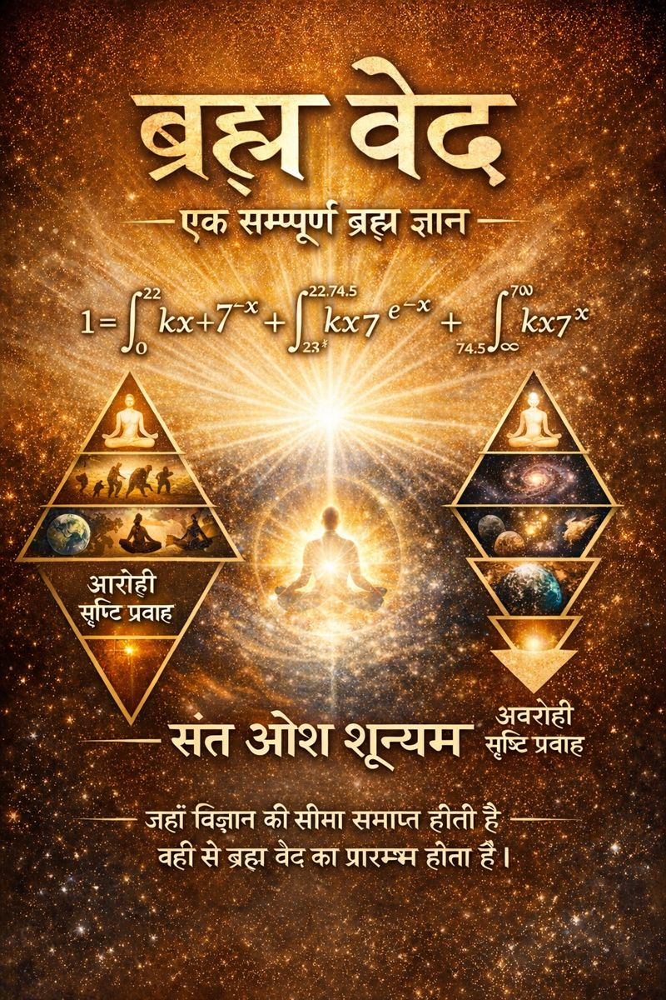 ब्रह्म वेद
एक सम्प्पूर्ण ब्रह्म ज्ञान
1=∫₀²² kx+7⁻ˣ+∫₂₃*²²·⁷⁴·⁵ kx7 ᵉ⁻ˣ + 74.5∫∞⁷⁰⁰ kx7ˣ
आरोही
सृष्टि प्रवाह
अवरोही
सृष्टि प्रवाह
संत ओश शून्यम
जहाँ विज्ञान की सीमा समाप्त हीती है
वही से ब्रह्म वेद का प्रारम्भ होता है।